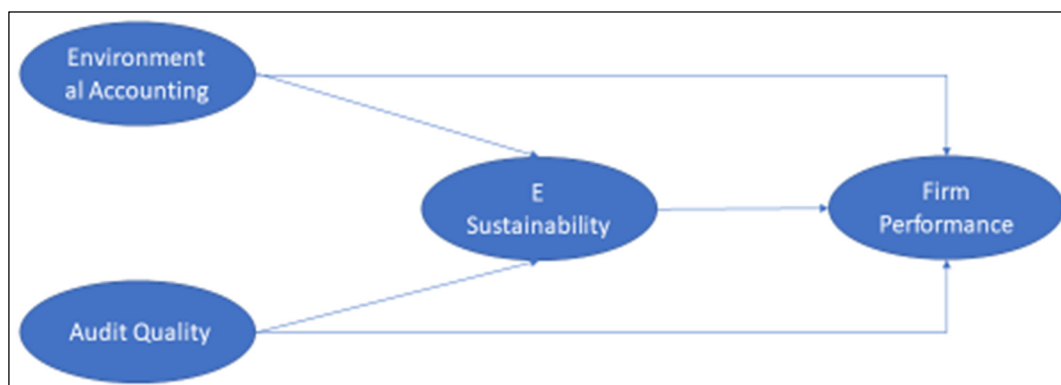 Environment
al Accounting
E
Sustainability
Firm
Performance
Audit Quality